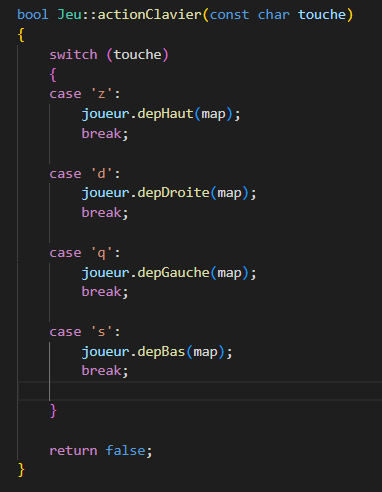 bool Jeu::actionClavier(const char touche)
{
    switch (touche)
    {
    case 'z':
        joueur.depHaut(map);
        break;

    case 'd':
        joueur.depDroite(map);
        break;

    case 'q':
        joueur.depGauche(map);
        break;

    case 's':
        joueur.depBas(map);
        break;

    }

    return false;
}